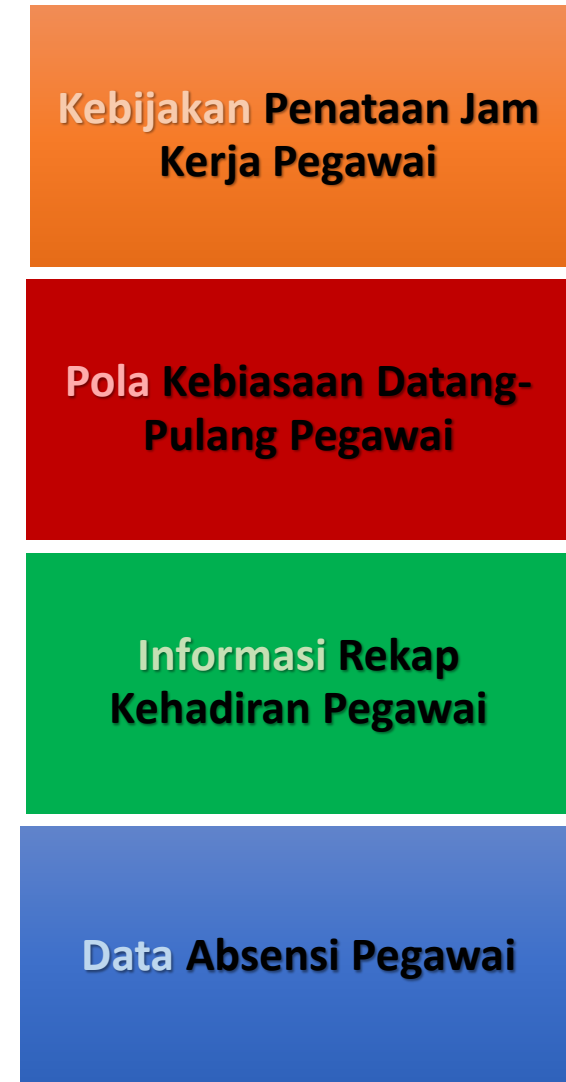 Kebijakan Penataan Jam
Kerja Pegawai
Pola Kebiasaan Datang-
Pulang Pegawai
Informasi Rekap
Kehadiran Pegawai
Data Absensi Pegawai